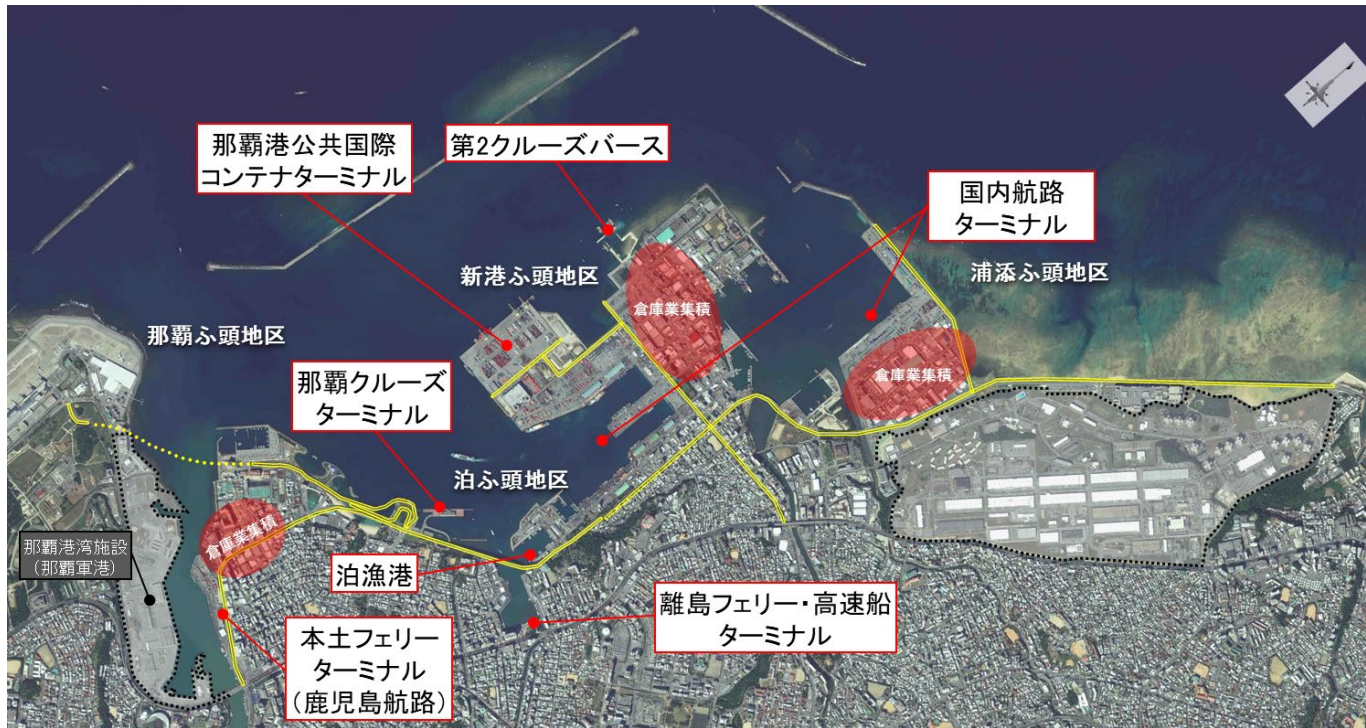 那覇港公共国際
コンテナターミナル
第2クルーズバース
国内航路
ターミナル
新港ふ頭地区
浦添ふ頭地区
倉庫業集積
那覇ふ頭地区
那覇クルーズ
ターミナル
倉庫業集積
泊ふ頭地区
倉庫業集積
那覇港湾施設
(那覇軍港)
泊漁港
離島フェリー・高速船
ターミナル
本土フェリー
ターミナル
(鹿児島航路)